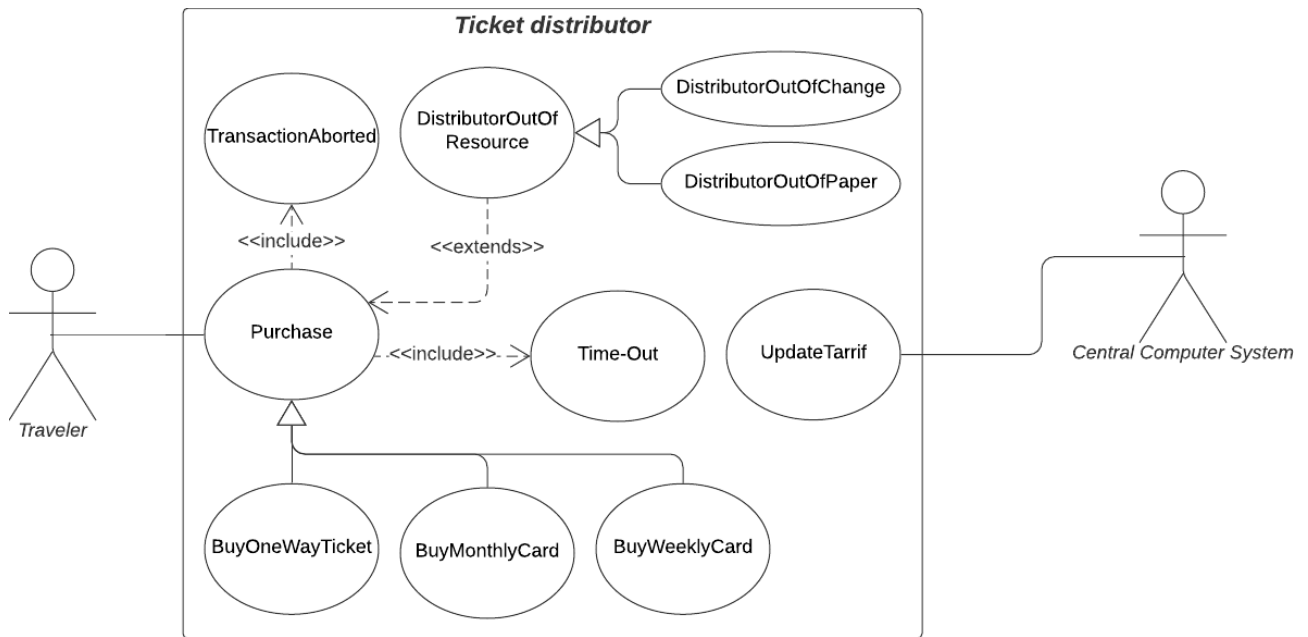 Ticket distributor
TransactionAborted
DistributorOutOf
Resource
DistributorOutOfChange
DistributorOutOfPaper
<<include>>
<<extends>>
Purchase
<<include>>
Time-Out
UpdateTarrif
Central Computer System
Traveler
BuyOneWayTicket
BuyMonthlyCard
BuyWeeklyCard